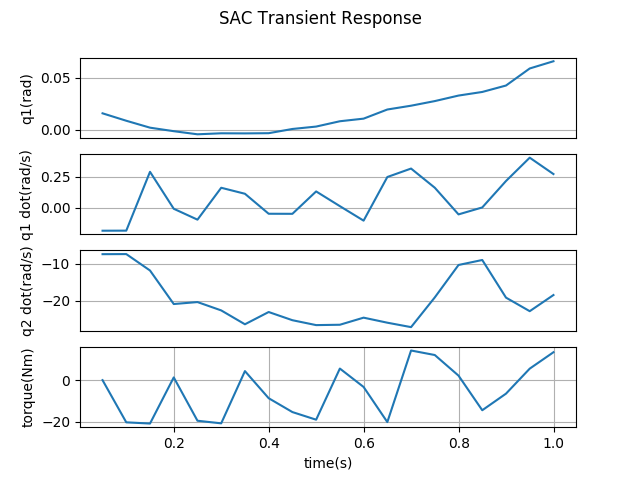 SAC Transient Response
0.05
0.00
q1(rad)
0.25
0.00
q1 dot(rad/s)
−10
−20
q2 dot(rad/s)
0
−20
torque(Nm)
0.2 0.4 0.6 0.8 1.0
time(s)